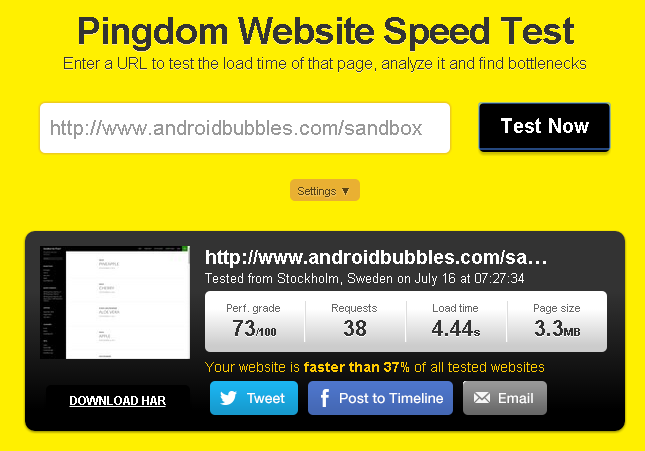 Pingdom Website Speed Test
Enter a URL to test the load time of that page, analyze it and find bottlenecks
http://www.androidbubbles.com/sandbox
Test Now
Settings ▼
http://www.androidbubbles.com/sa...
Tested from Stockholm, Sweden on July 16 at 07:27:34
Perf. grade Requests Load time Page size
73/100 38 4.44s 3.3MB
Your website is faster than 37% of all tested websites
DOWNLOAD HAR
Tweet Post to Timeline Email